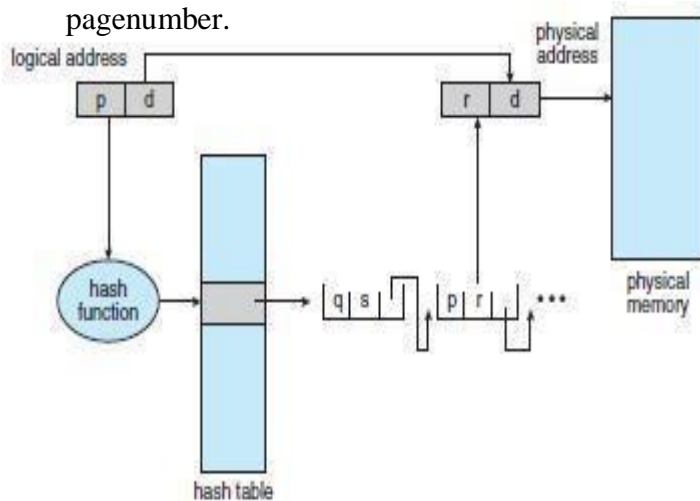 pagenumber.
logical address
physical
address
p d
r d
hash
function
q s
p r
•••
physical
memory
hash table